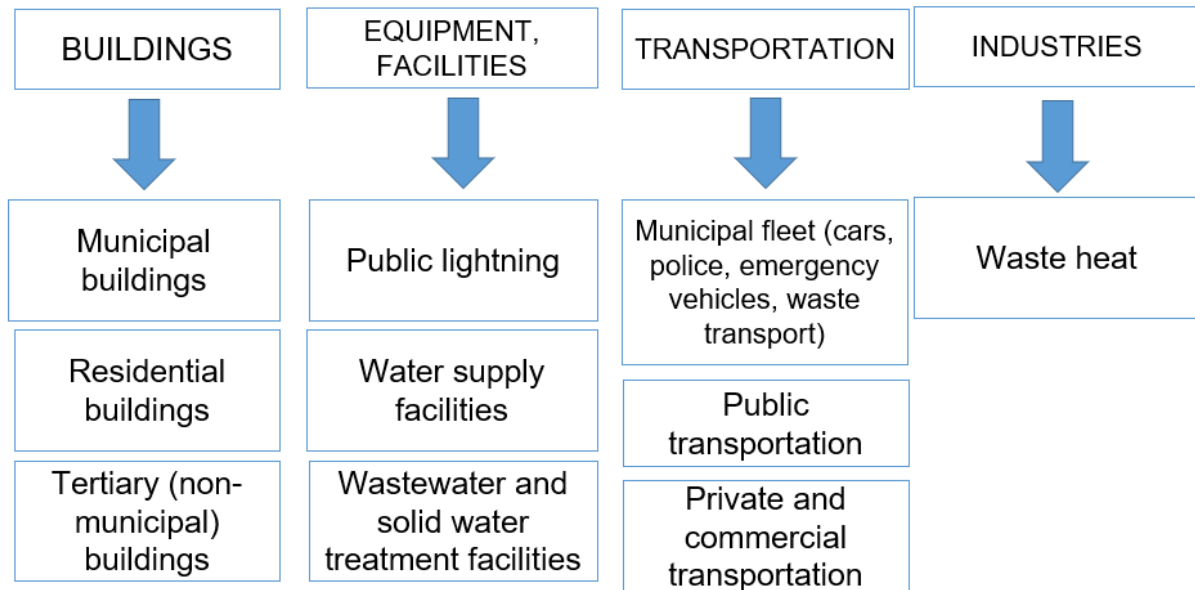 BUILDINGS
EQUIPMENT,
FACILITIES
TRANSPORTATION
INDUSTRIES
Municipal
buildings
Residential
buildings
Tertiary (non-
municipal)
buildings
Public lightning
Water supply
facilities
Wastewater and
solid water
treatment facilities
Municipal fleet (cars,
police, emergency
vehicles, waste
transport)
Public
transportation
Private and
commercial
transportation
Waste heat